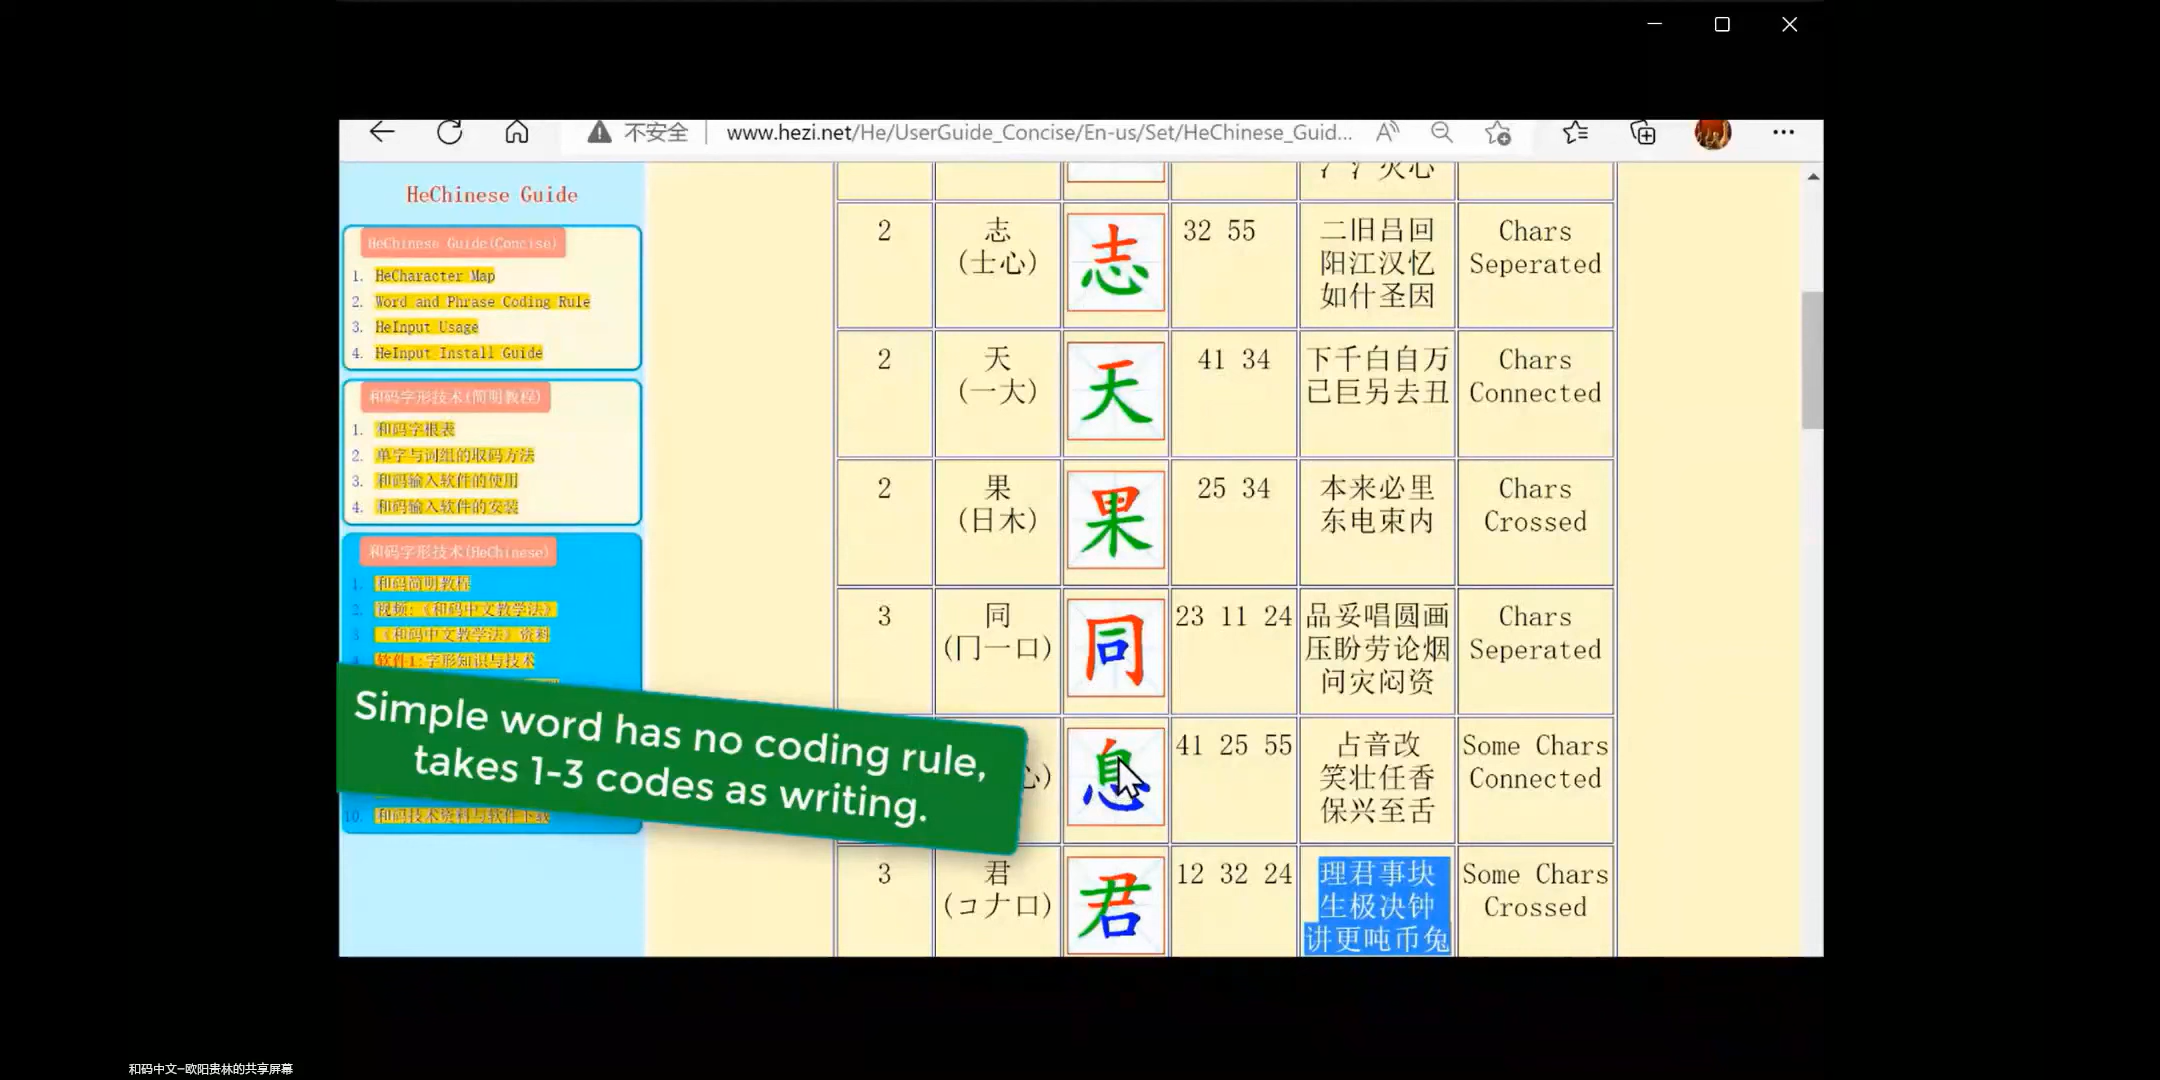 不安全 | www.hezi.net/He/UserGuide_Concise/En-us/Set/HeChinese_Guid...
HeChinese Guide
HeChinese Guide(Concise)
1. HeCharacter Map
2. Word and Phrase Coding Rule
3. HeInput Usage
4. HeInput Install Guide
和码字形技术(简明教程)
1. 和码字根表
2. 单字与词组的取码方法
3. 和码输入软件的使用
4. 和码输入软件的安装
和码字形技术(HeChinese)
1. 和码简明教程
2. 视频:《和码中文教学法》
3. 《和码中文教学法》资料
4. 软件1:字形知识与技术
10. 和码技术资料与软件下载
Simple word has no coding rule,
takes 1-3 codes as writing.
氵火心
2 志 志 32 55 二旧吕回 Chars
(士心) 阳江汉忆 Seperated
如什圣因
2 天 天 41 34 下千白自万 Chars
(一大) 已巨另去丑 Connected
2 果 果 25 34 本来必里 Chars
(日木) 东电束内 Crossed
3 同 同 23 11 24 品妥唱圆画 Chars
(冂一口) 压盼劳论烟 Seperated
问灾闷资
息 41 25 55 占音改 Some Chars
心) 笑壮任香 Connected
保兴至舌
3 君 君 12 32 24 理君事块 Some Chars
(コナ口) 生极决钟 Crossed
讲更吨币兔
和码中文-欧阳贵林的共享屏幕